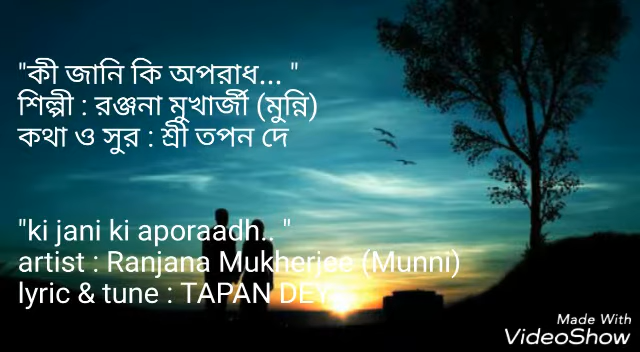 "কী জানি কি অপরাধ... "
শিল্পী : রঞ্জনা মুখার্জী (মুন্নি)
কথা ও সুর : শ্রী তপন দে
"ki jani ki aporaadh.. "
artist : Ranjana Mukherjee (Munni)
lyric & tune : TAPAN DEY
Made With
VideoShow